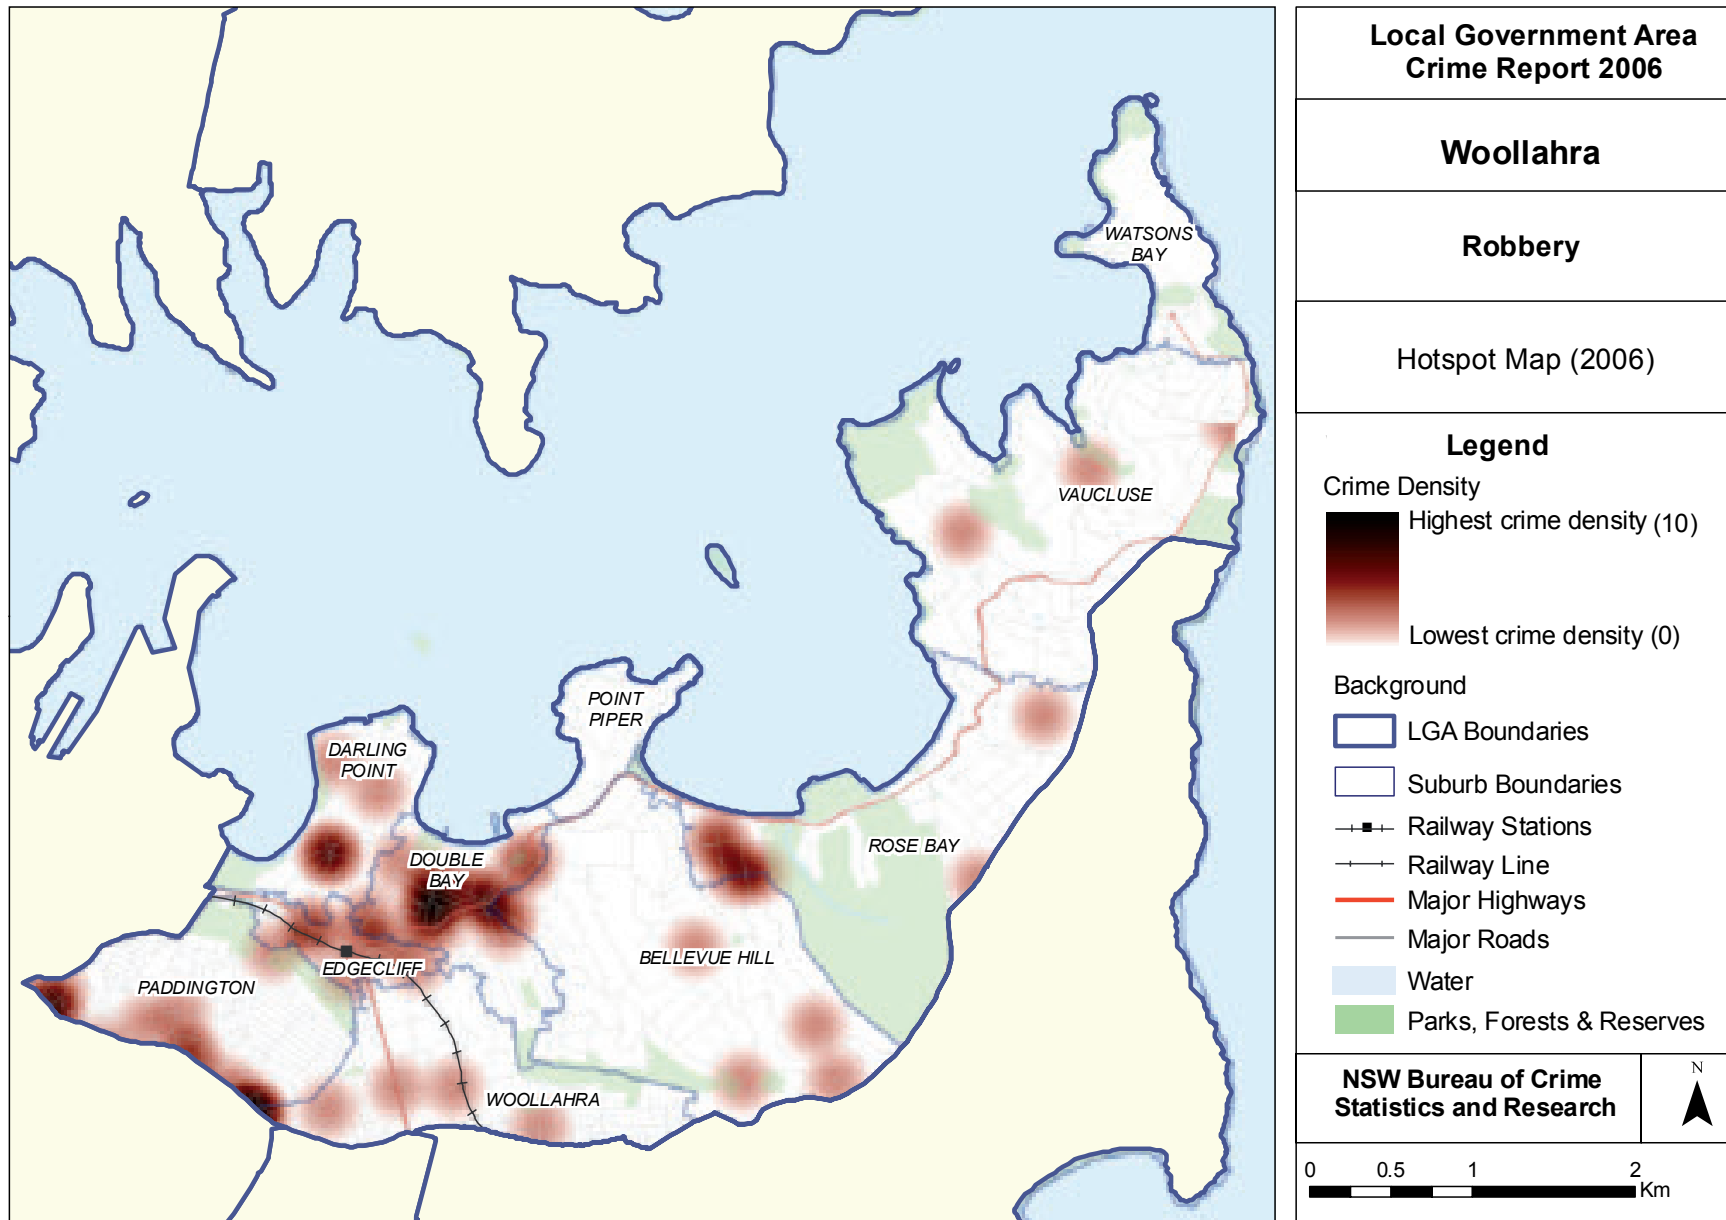 Local Government Area
Crime Report 2006
Woollahra
Robbery
Hotspot Map (2006)
Legend
Crime Density
Highest crime density (10)
Lowest crime density (0)
Background
LGA Boundaries
Suburb Boundaries
Railway Stations
Railway Line
Major Highways
Major Roads
Water
Parks, Forests & Reserves
NSW Bureau of Crime
Statistics and Research
N
0 0.5 1 2
Km
WATSONS
BAY
VAUCLUSE
POINT
PIPER
DARLING
POINT
DOUBLE
BAY
ROSE BAY
EDGECLIFF
BELLEVUE HILL
PADDINGTON
WOOLLAHRA